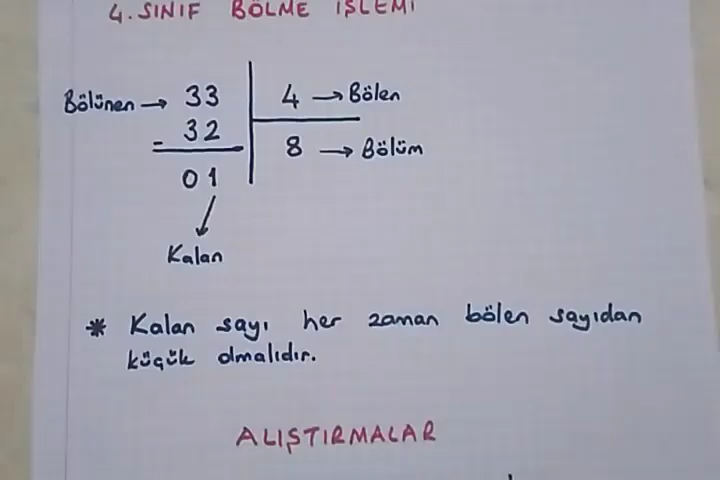 4. SINIF BÖLME İŞLEMİ
Bölünen → 33 4 → Bölen
- 32 8 → Bölüm
01
Kalan
* Kalan sayı her zaman bölen sayıdan
küçük olmalıdır.
ALIŞTIRMALAR